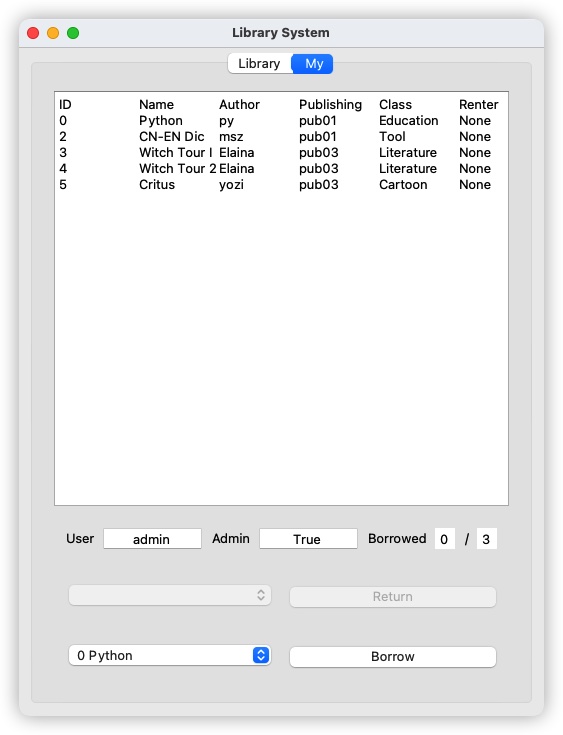 Library System
Library My
ID Name Author Publishing Class Renter
0 Python py pub01 Education None
2 CN-EN Dic msz pub01 Tool None
3 Witch Tour I Elaina pub03 Literature None
4 Witch Tour 2 Elaina pub03 Literature None
5 Critus yozi pub03 Cartoon None
User admin Admin True Borrowed 0 / 3
Return
0 Python Borrow